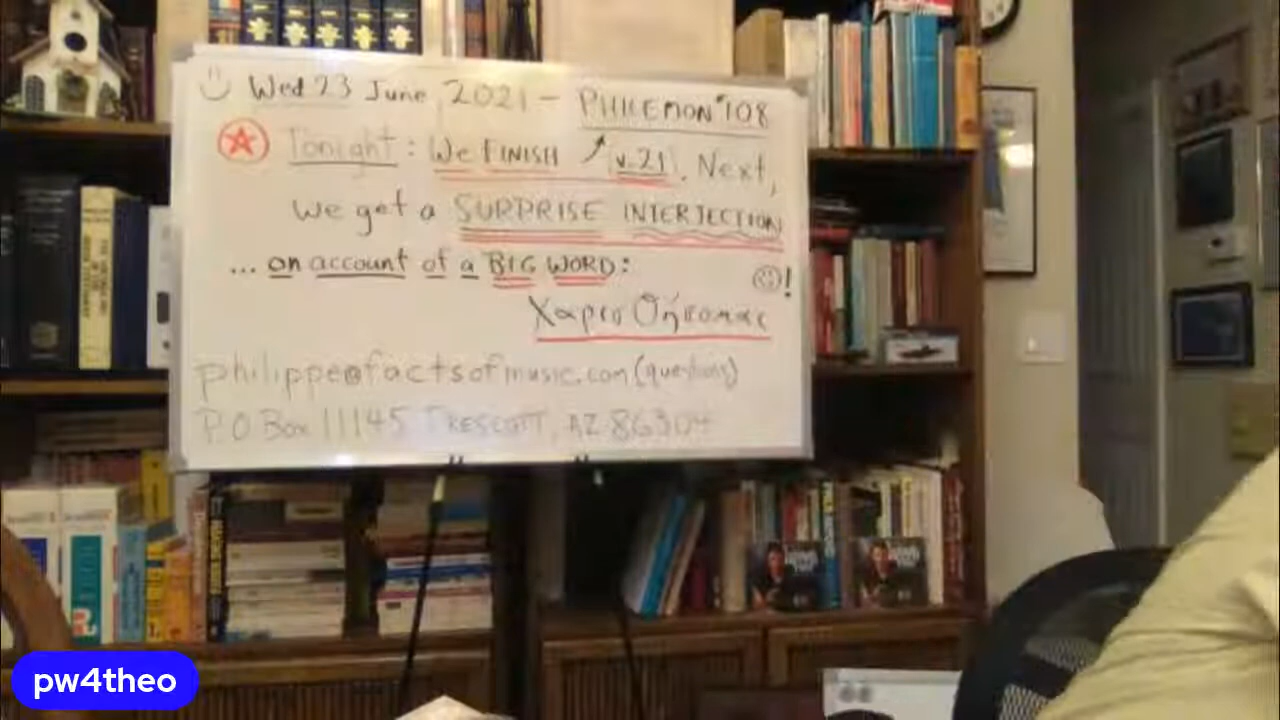 Wed 23 June, 2021 - PHILEMON #108
Tonight: We FINISH v.21. Next,
we get a SURPRISE INTERJECTION
... on account of a BIG WORD:
!
Χαρισθήσομαι
philippe@factsofmusic.com (questions)
P.O Box 11145 PRESCOTT, AZ 86304
pw4theo